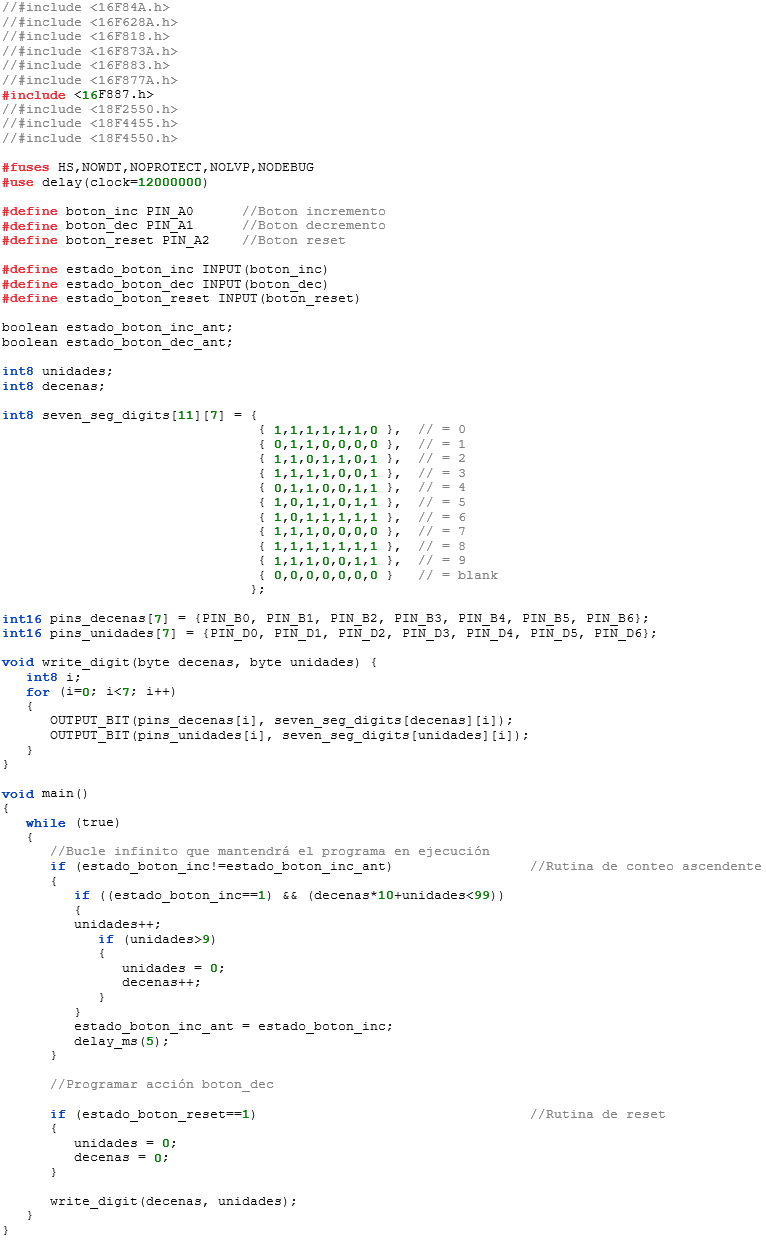 //#include <16F84A.h>
//#include <16F628A.h>
//#include <16F818.h>
//#include <16F873A.h>
//#include <16F883.h>
//#include <16F877A.h>
#include <16F887.h>
//#include <18F2550.h>
//#include <18F4455.h>
//#include <18F4550.h>

#fuses HS,NOWDT,NOPROTECT,NOLVP,NODEBUG
#use delay(clock=12000000)

#define boton_inc PIN_A0      //Boton incremento
#define boton_dec PIN_A1      //Boton decremento
#define boton_reset PIN_A2    //Boton reset

#define estado_boton_inc INPUT(boton_inc)
#define estado_boton_dec INPUT(boton_dec)
#define estado_boton_reset INPUT(boton_reset)

boolean estado_boton_inc_ant;
boolean estado_boton_dec_ant;

int8 unidades;
int8 decenas;

int8 seven_seg_digits[11][7] = {
                                { 1,1,1,1,1,1,0 },  // = 0
                                { 0,1,1,0,0,0,0 },  // = 1
                                { 1,1,0,1,1,0,1 },  // = 2
                                { 1,1,1,1,0,0,1 },  // = 3
                                { 0,1,1,0,0,1,1 },  // = 4
                                { 1,0,1,1,0,1,1 },  // = 5
                                { 1,0,1,1,1,1,1 },  // = 6
                                { 1,1,1,0,0,0,0 },  // = 7
                                { 1,1,1,1,1,1,1 },  // = 8
                                { 1,1,1,0,0,1,1 },  // = 9
                                { 0,0,0,0,0,0,0 }   // = blank
                               };

int16 pins_decenas[7] = {PIN_B0, PIN_B1, PIN_B2, PIN_B3, PIN_B4, PIN_B5, PIN_B6};
int16 pins_unidades[7] = {PIN_D0, PIN_D1, PIN_D2, PIN_D3, PIN_D4, PIN_D5, PIN_D6};

void write_digit(byte decenas, byte unidades) {
   int8 i;
   for (i=0; i<7; i++)
   {
      OUTPUT_BIT(pins_decenas[i], seven_seg_digits[decenas][i]);
      OUTPUT_BIT(pins_unidades[i], seven_seg_digits[unidades][i]);
   }
}

void main()
{
   while (true)
   {
      //Bucle infinito que mantendrá el programa en ejecución
      if (estado_boton_inc!=estado_boton_inc_ant)                 //Rutina de conteo ascendente
      {
         if ((estado_boton_inc==1) && (decenas*10+unidades<99))
         {
         unidades++;
            if (unidades>9)
            {
               unidades = 0;
               decenas++;
            }
         }
         estado_boton_inc_ant = estado_boton_inc;
         delay_ms(5);
      }

      //Programar acción boton_dec

      if (estado_boton_reset==1)                                  //Rutina de reset
      {
         unidades = 0;
         decenas = 0;
      }

      write_digit(decenas, unidades);
   }
}